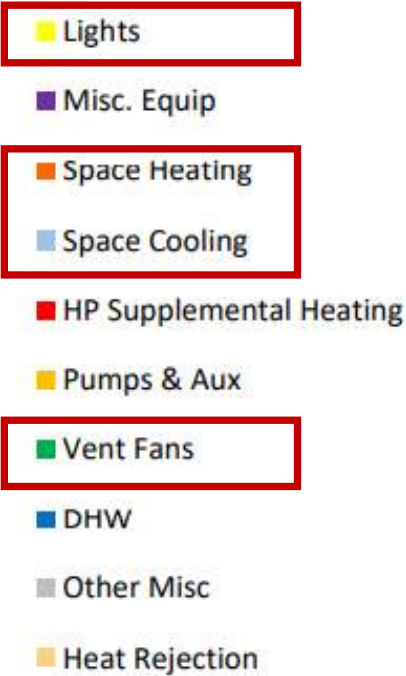 Lights
Misc. Equip
Space Heating
Space Cooling
HP Supplemental Heating
Pumps & Aux
Vent Fans
DHW
Other Misc
Heat Rejection